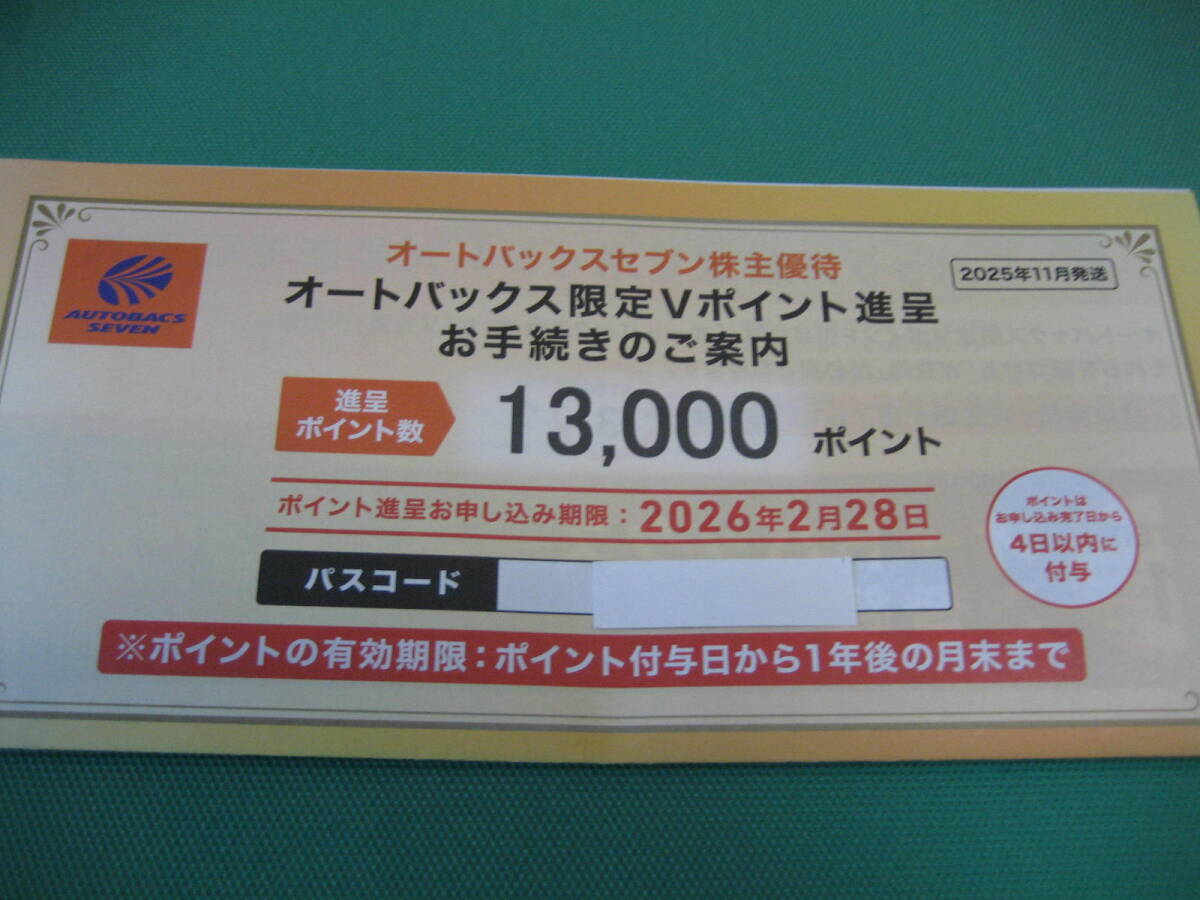 AUTOBACS
SEVEN
オートバックスセブン株主優待
2025年11月発送
オートバックス限定Vポイント進呈
お手続きのご案内
進呈
ポイント数
13,000 ポイント
ポイント進呈お申し込み期限：2026年2月28日
ポイントは
お申し込み完了日から
4日以内に
付与
パスコード
※ポイントの有効期限：ポイント付与日から1年後の月末まで